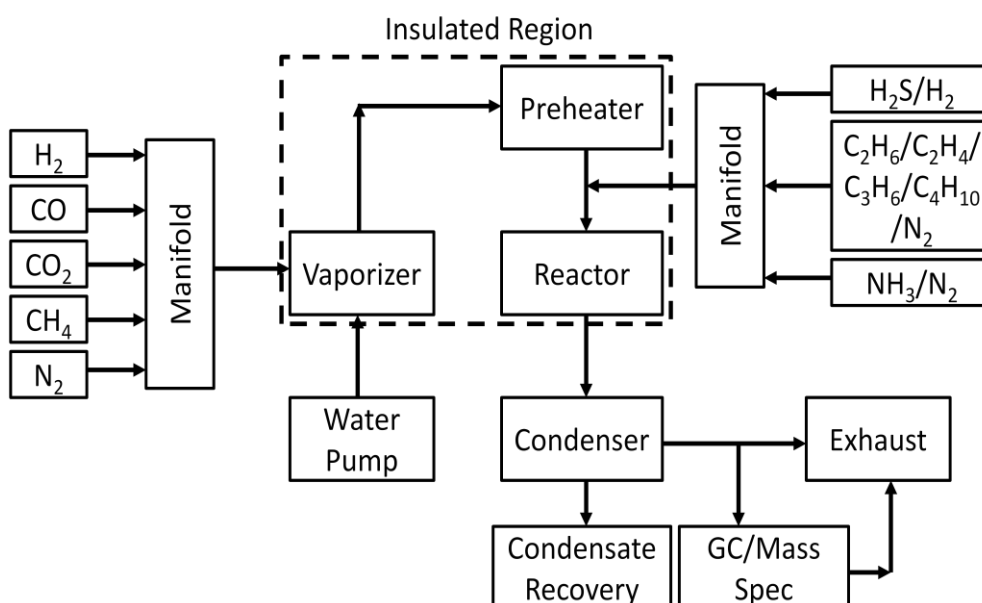 Insulated Region
H₂
CO
CO₂
CH₄
N₂
Manifold
Vaporizer
Water
Pump
Preheater
Reactor
Manifold
H₂S/H₂
C₂H₆/C₂H₄/
C₃H₆/C₄H₁₀
/N₂
NH₃/N₂
Condenser
Exhaust
Condensate
Recovery
GC/Mass
Spec